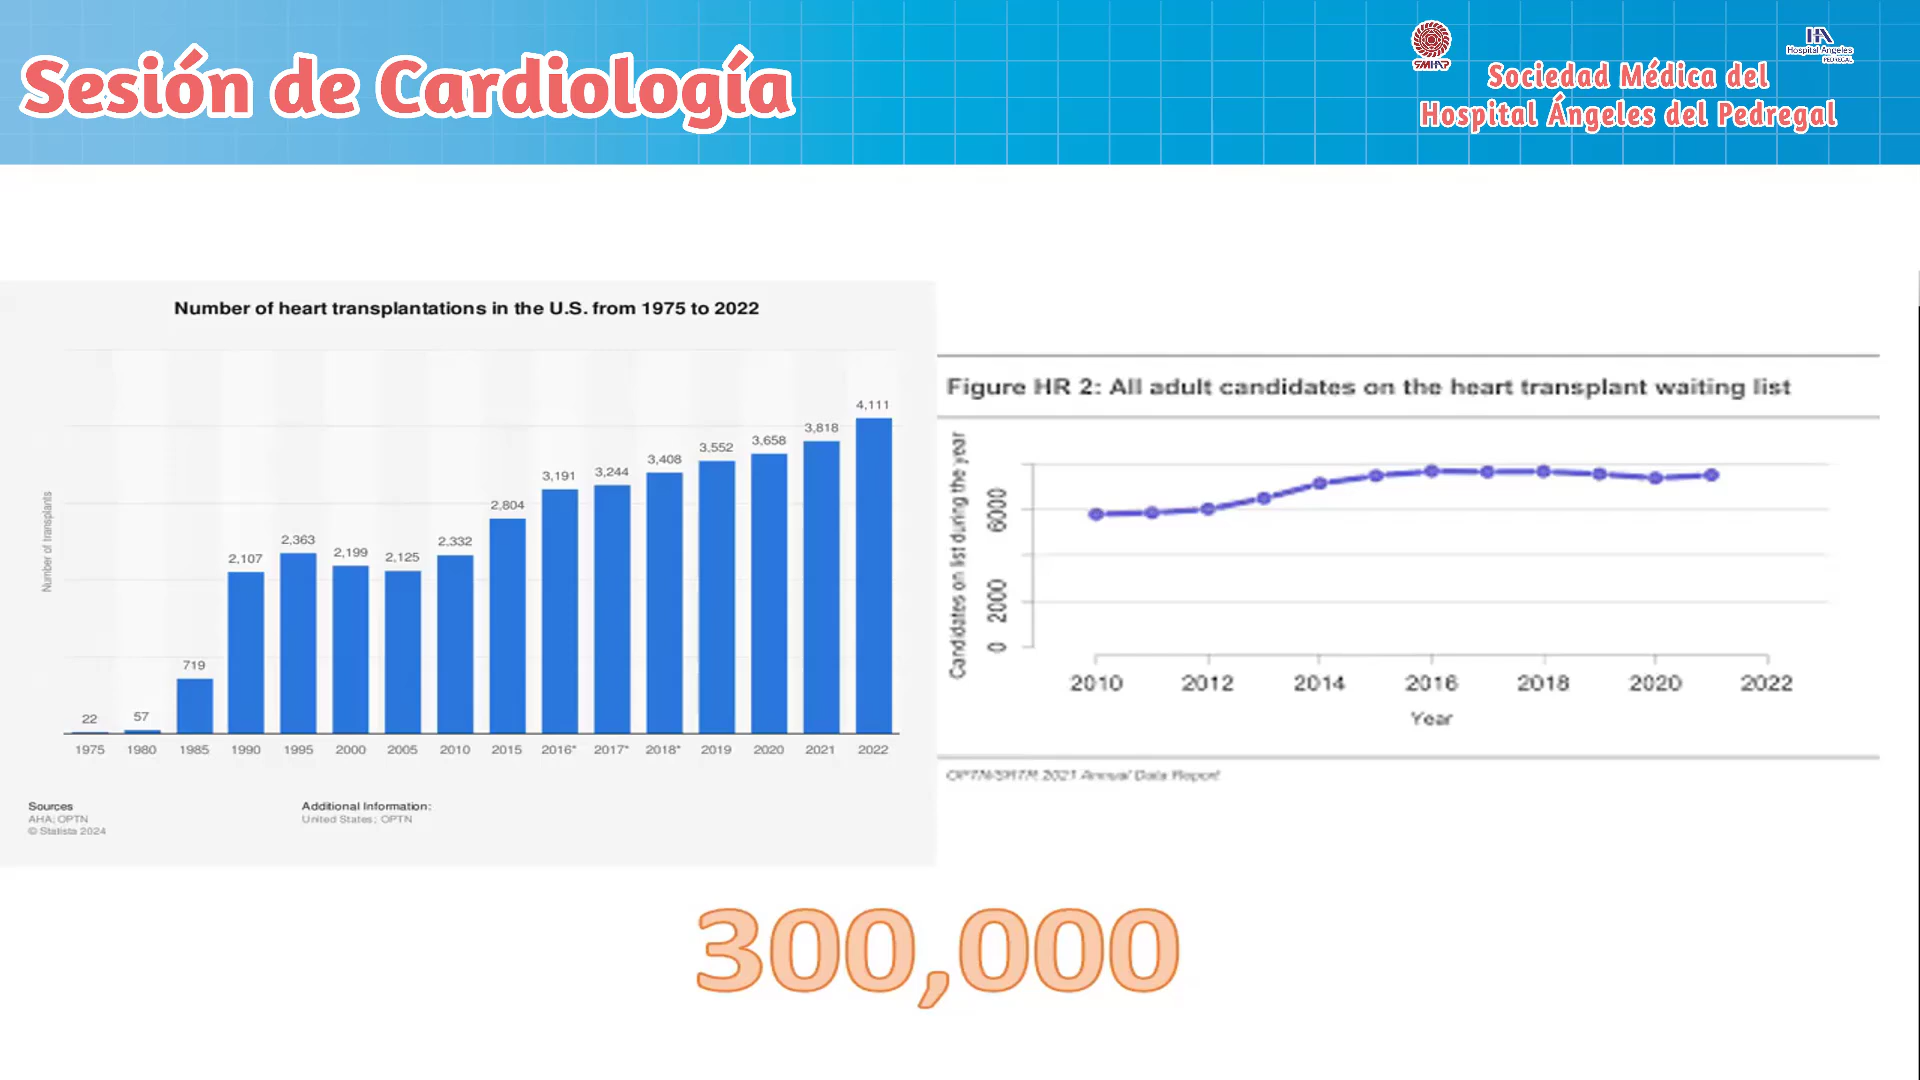 Sesión de Cardiología
SMHAP
HA
Hospital Angeles
PEDREGAL
Sociedad Médica del
Hospital Ángeles del Pedregal
Number of heart transplantations in the U.S. from 1975 to 2022
Number of transplants
22
57
719
2,107
2,363
2,199
2,125
2,332
2,804
3,191
3,244
3,408
3,552
3,658
3,818
4,111
1975 1980 1985 1990 1995 2000 2005 2010 2015 2016* 2017* 2018* 2019 2020 2021 2022
Sources
AHA; OPTN
© Statista 2024
Additional Information:
United States; OPTN
Figure HR 2: All adult candidates on the heart transplant waiting list
Candidates on list during the year
6000
2000
0
2010 2012 2014 2016 2018 2020 2022
Year
OPTN/SRTR 2021 Annual Data Report
300,000